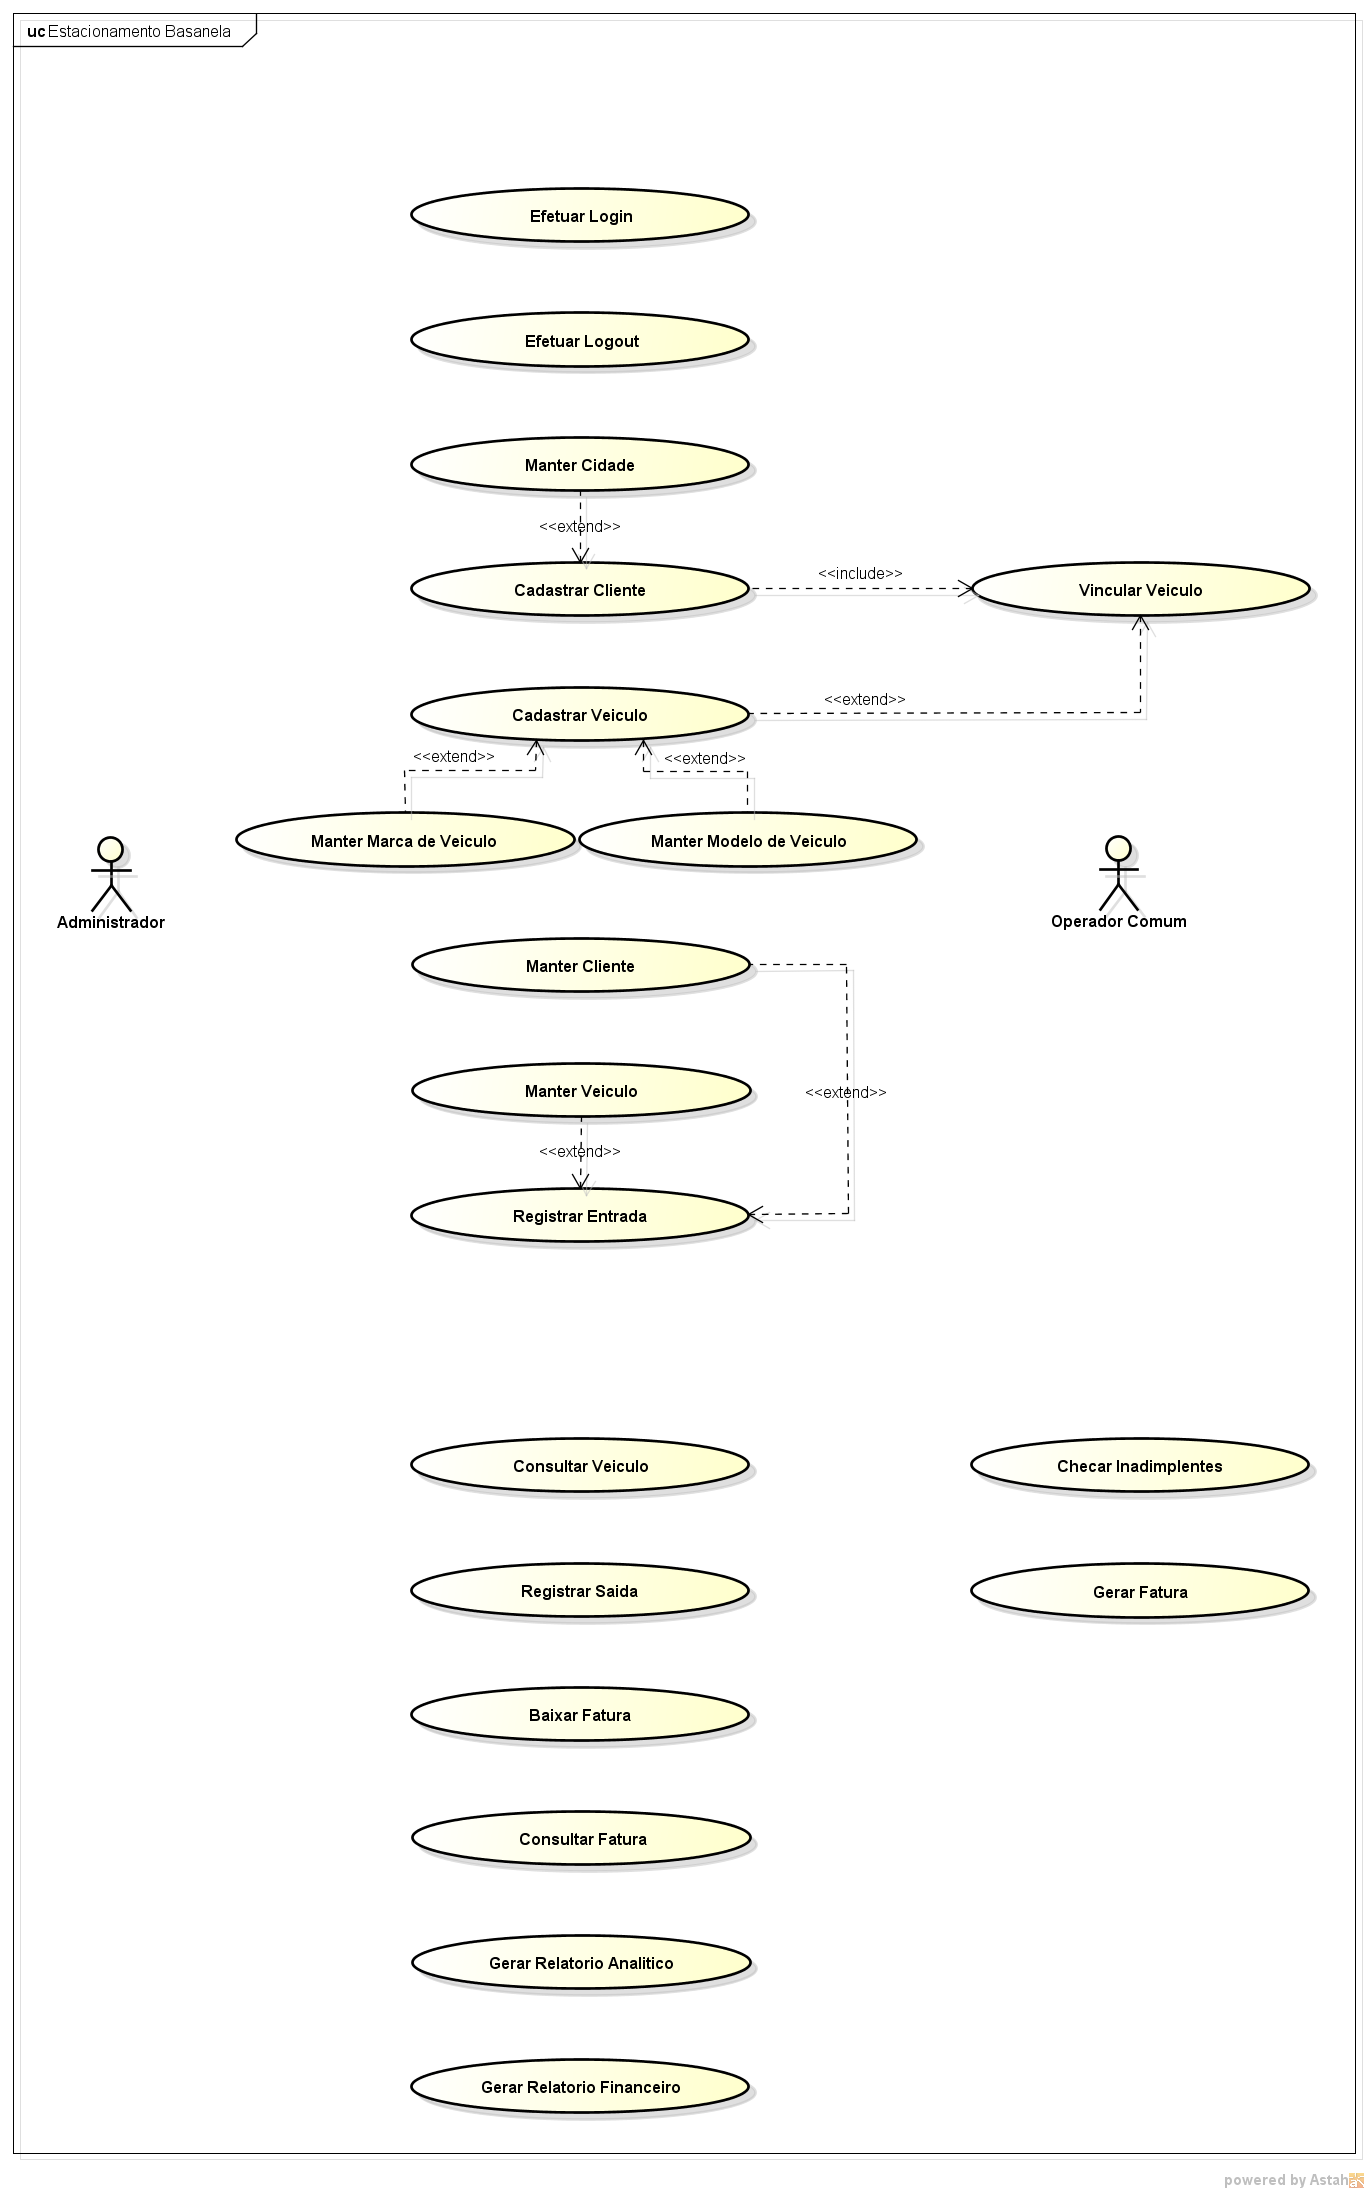 uc Estacionamento Basanela
Efetuar Login
Efetuar Logout
Manter Cidade
<<extend>>
Cadastrar Cliente
<<include>>
Vincular Veiculo
Cadastrar Veiculo
<<extend>>
<<extend>>
<<extend>>
Manter Marca de Veiculo
Manter Modelo de Veiculo
Administrador
Operador Comum
Manter Cliente
<<extend>>
Manter Veiculo
<<extend>>
Registrar Entrada
Consultar Veiculo
Checar Inadimplentes
Registrar Saida
Gerar Fatura
Baixar Fatura
Consultar Fatura
Gerar Relatorio Analitico
Gerar Relatorio Financeiro
powered by Astah